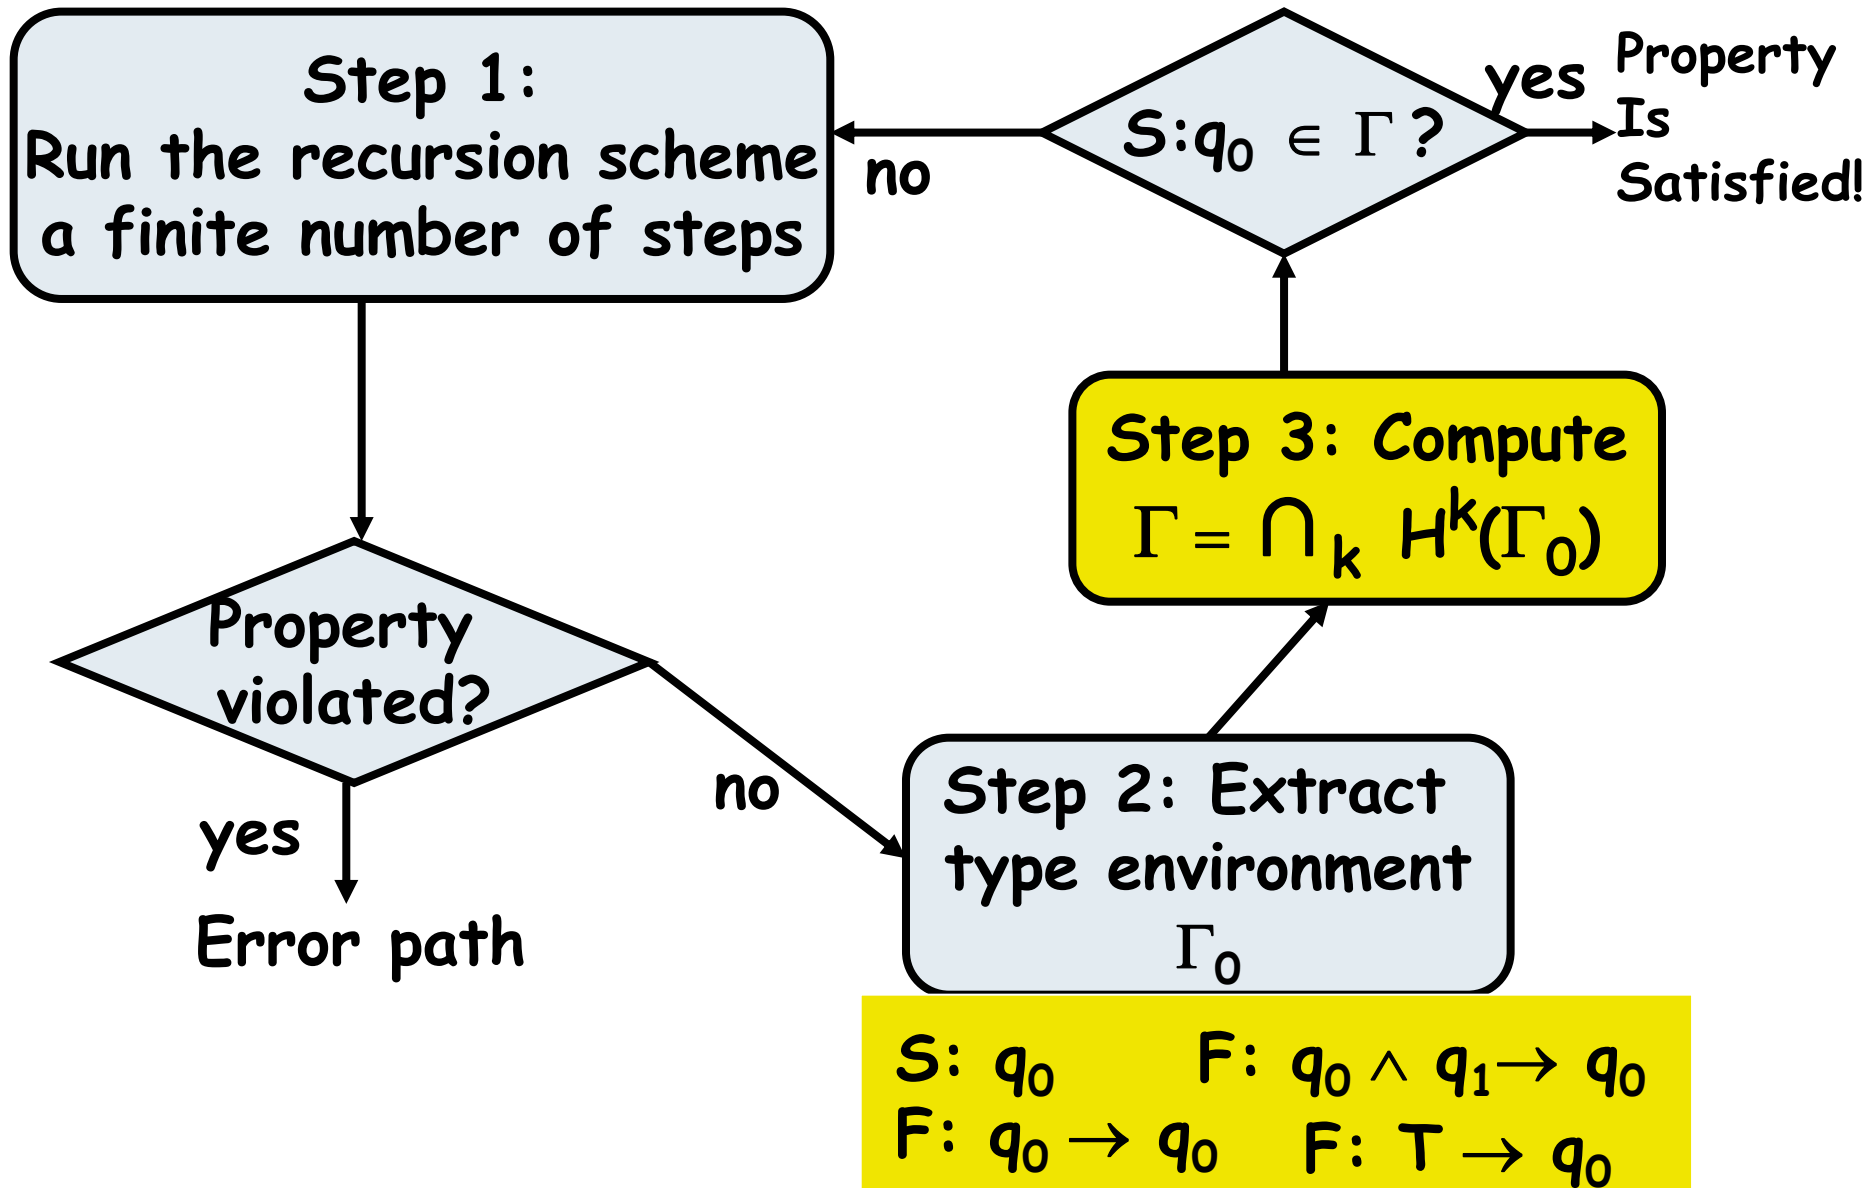 Step 1:
Run the recursion scheme
a finite number of steps
Property
violated?
yes
Error path
no
Step 2: Extract
type environment
Γ₀
S: q₀ F: q₀ ∧ q₁→ q₀
F: q₀ → q₀ F: T → q₀
Step 3: Compute
Γ = ∩ₖ Hᵏ(Γ₀)
S:q₀ ∈ Γ ?
no
yes
Property
Is
Satisfied!